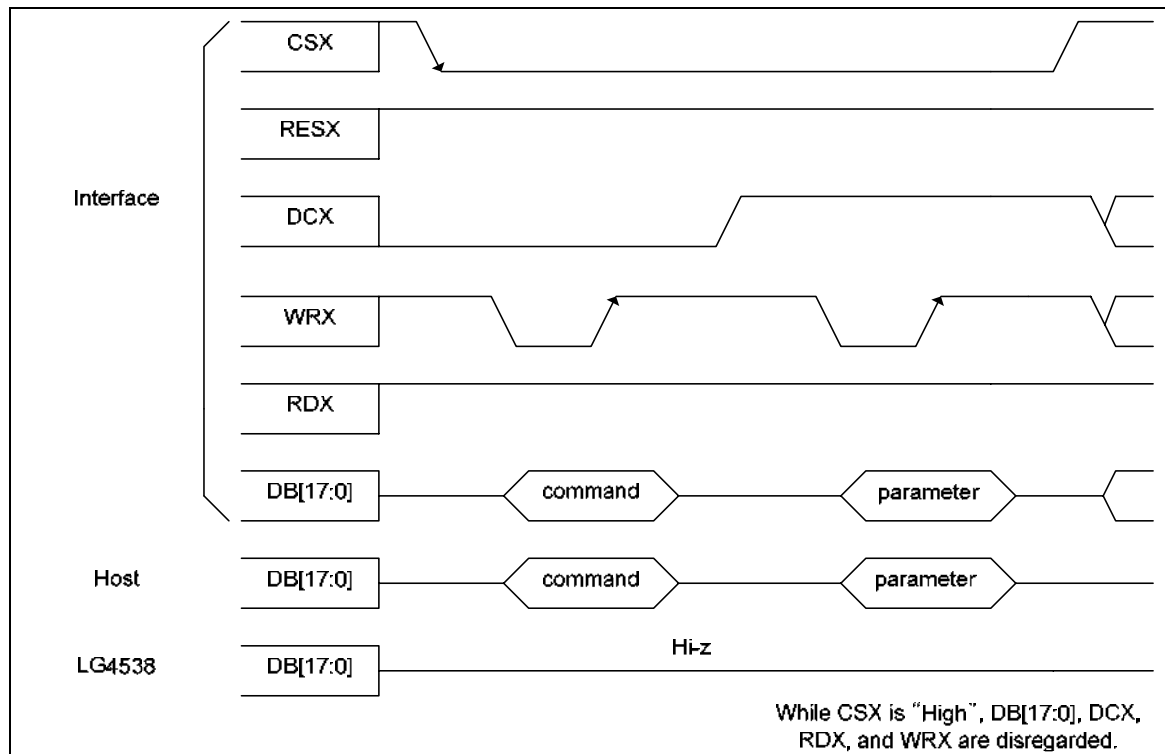 CSX
RESX
Interface
DCX
WRX
RDX
DB[17:0]
command
parameter
Host
DB[17:0]
command
parameter
LG4538
DB[17:0]
Hi-z
While CSX is “High”, DB[17:0], DCX,
RDX, and WRX are disregarded.